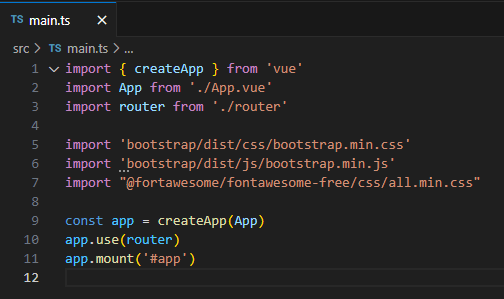 TS main.ts ×
src > TS main.ts > ...
1 import { createApp } from 'vue'
2 import App from './App.vue'
3 import router from './router'
4
5 import 'bootstrap/dist/css/bootstrap.min.css'
6 import 'bootstrap/dist/js/bootstrap.min.js'
7 import "@fortawesome/fontawesome-free/css/all.min.css"
8
9 const app = createApp(App)
10 app.use(router)
11 app.mount('#app')
12